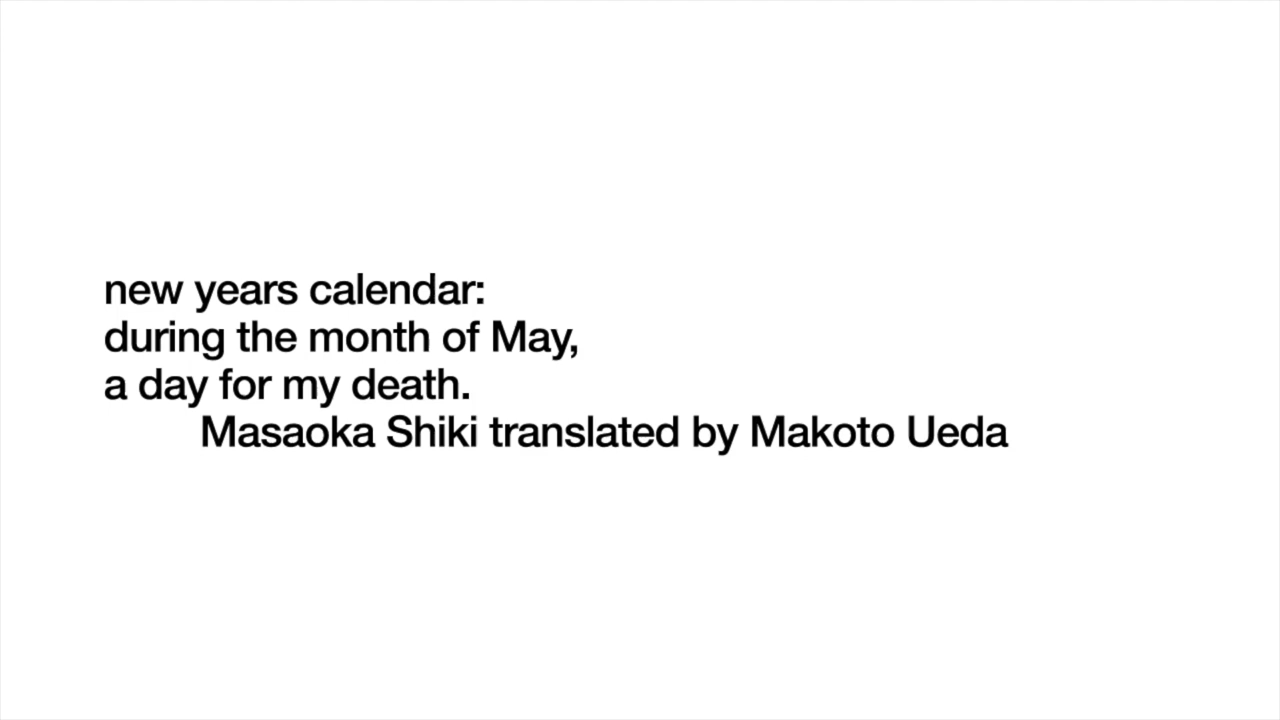 new years calendar:
during the month of May,
a day for my death.
Masaoka Shiki translated by Makoto Ueda